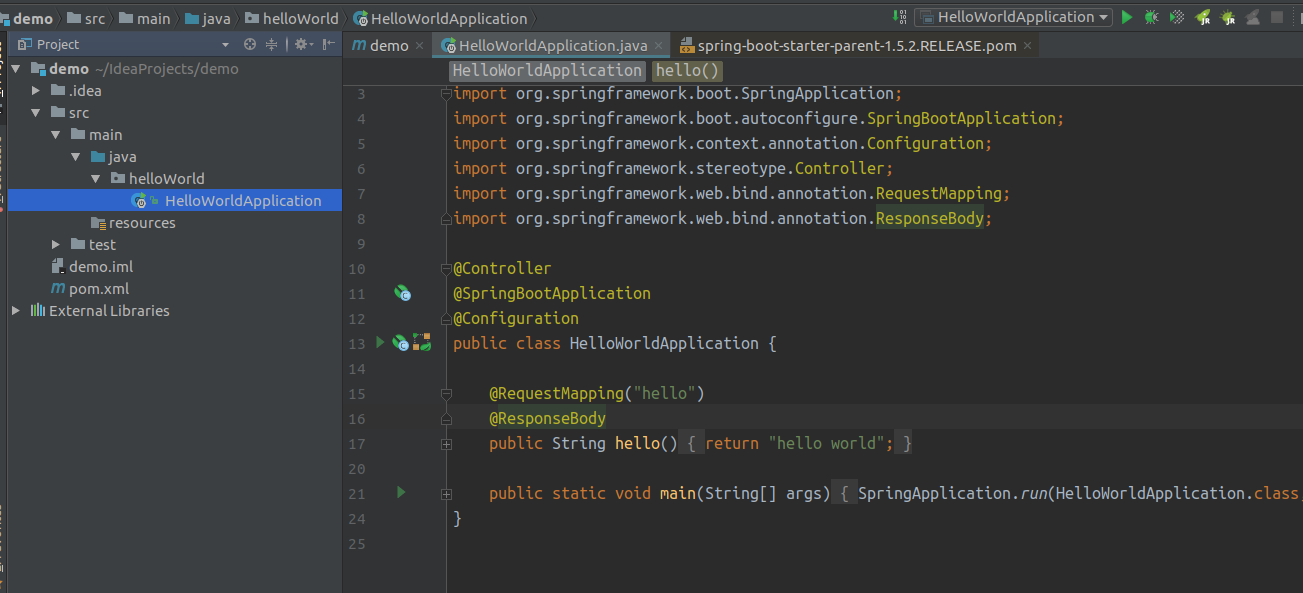 demo src main java helloWorld HelloWorldApplication HelloWorldApplication
Project
demo ~/IdeaProjects/demo
.idea
src
main
java
helloWorld
HelloWorldApplication
resources
test
demo.iml
pom.xml
External Libraries
demo HelloWorldApplication.java spring-boot-starter-parent-1.5.2.RELEASE.pom
HelloWorldApplication hello()
3 import org.springframework.boot.SpringApplication;
4 import org.springframework.boot.autoconfigure.SpringBootApplication;
5 import org.springframework.context.annotation.Configuration;
6 import org.springframework.stereotype.Controller;
7 import org.springframework.web.bind.annotation.RequestMapping;
8 import org.springframework.web.bind.annotation.ResponseBody;
9
10 @Controller
11 @SpringBootApplication
12 @Configuration
13 public class HelloWorldApplication {
14
15 @RequestMapping("hello")
16 @ResponseBody
17 public String hello() { return "hello world"; }
20
21 public static void main(String[] args) { SpringApplication.run(HelloWorldApplication.class,
24 }
25